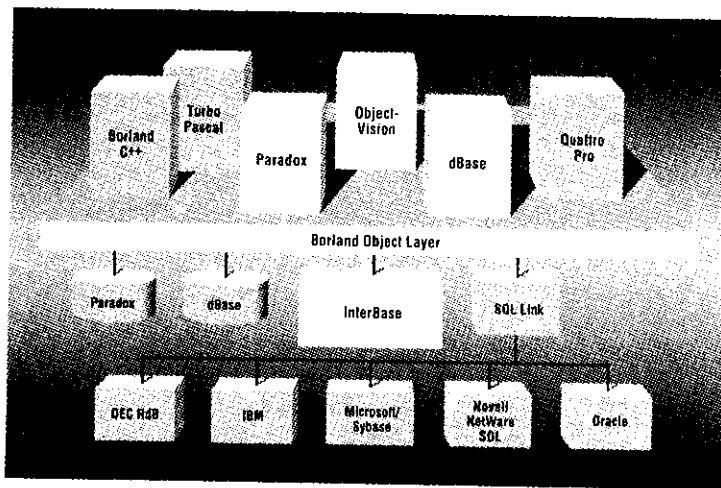 Borland
C++
Turbo
Pascal
Paradox
Object-
Vision
dBase
Quattro
Pro
Borland Object Layer
Paradox
dBase
InterBase
SQL Link
DEC RdB
IBM
Microsoft/
Sybase
Novell
NetWare
SQL
Oracle